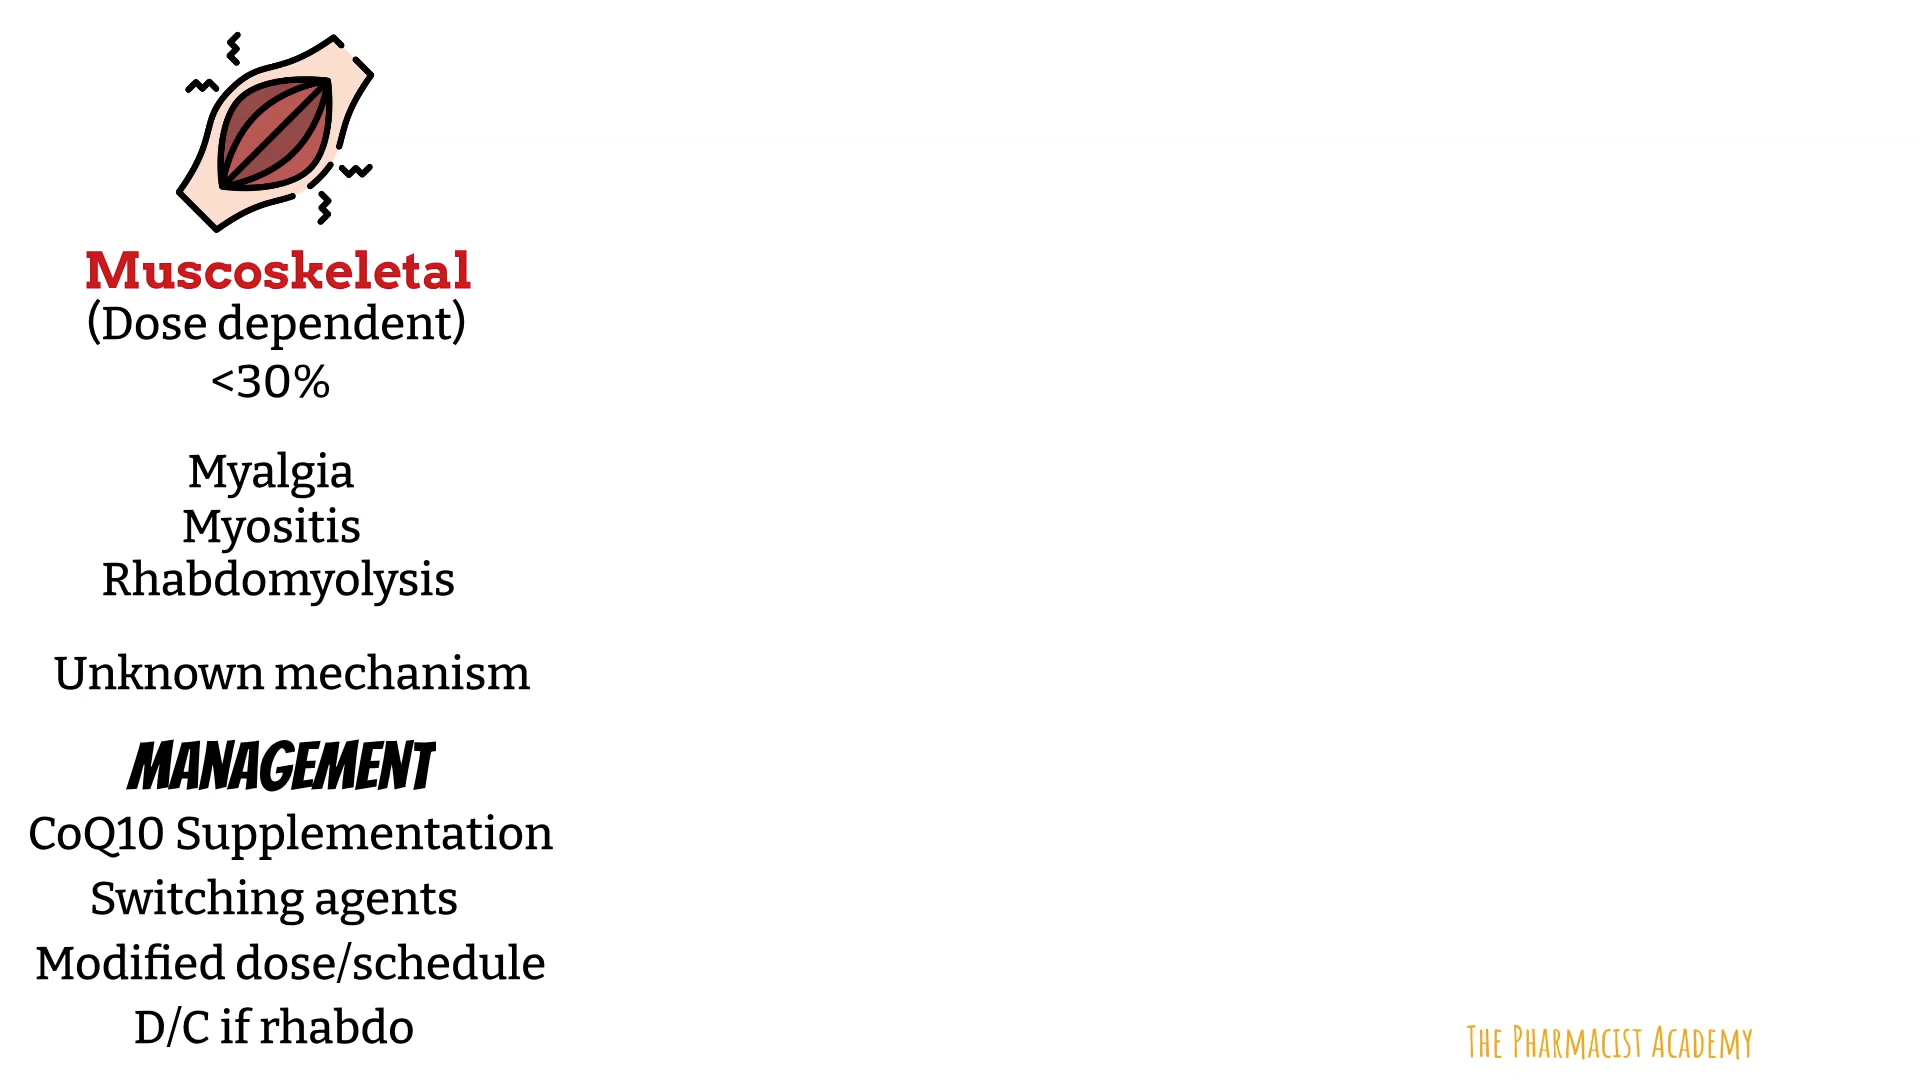 Muscoskeletal
(Dose dependent)
<30%
Myalgia
Myositis
Rhabdomyolysis
Unknown mechanism
MANAGEMENT
CoQ10 Supplementation
Switching agents
Modified dose/schedule
D/C if rhabdo
The Pharmacist Academy